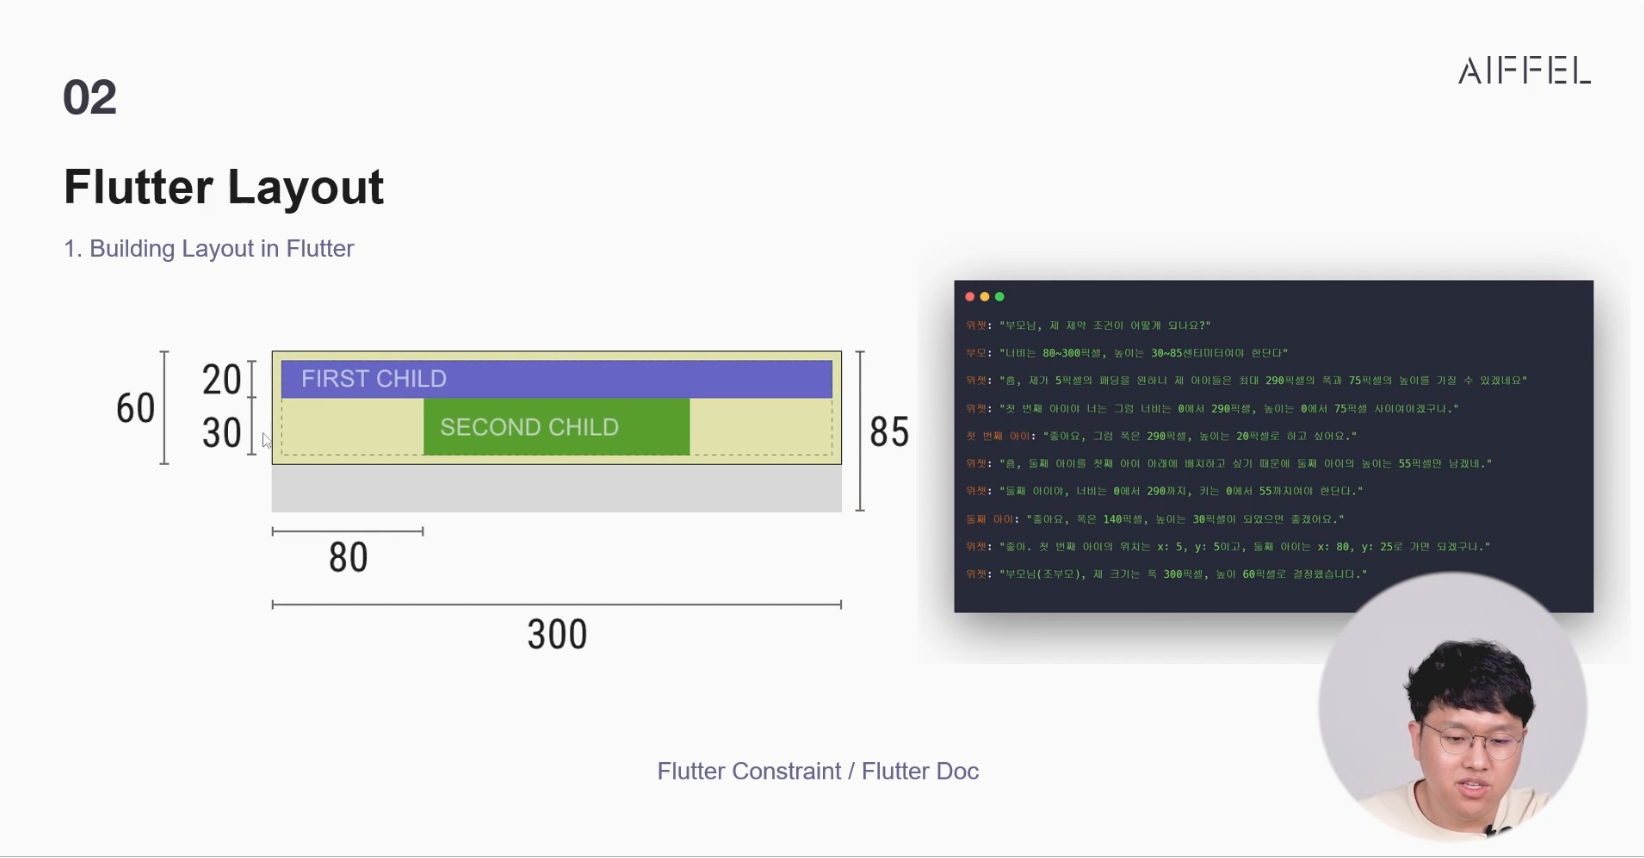 AIFFEL
02
Flutter Layout
1. Building Layout in Flutter
60
20
30
FIRST CHILD
SECOND CHILD
85
80
300
위젯: "부모님, 제 제약 조건이 어떻게 되나요?"
부모: "너비는 80~300픽셀, 높이는 30~85센티미터여야 한단다"
위젯: "흠, 제가 5픽셀의 패딩을 원하니 제 아이들은 최대 290픽셀의 폭과 75픽셀의 높이를 가질 수 있겠네요"
위젯: "첫 번째 아이야 너는 그럼 너비는 0에서 290픽셀, 높이는 0에서 75픽셀 사이여야겠구나."
첫 번째 아이: "좋아요, 그럼 폭은 290픽셀, 높이는 20픽셀로 하고 싶어요."
위젯: "흠, 둘째 아이를 첫째 아이 아래에 배치하고 싶기 때문에 둘째 아이의 높이는 55픽셀만 남겠네."
위젯: "둘째 아이야, 너비는 0에서 290까지, 키는 0에서 55까지여야 한단다."
둘째 아이: "좋아요, 폭은 140픽셀, 높이는 30픽셀이 되었으면 좋겠어요."
위젯: "좋아. 첫 번째 아이의 위치는 x: 5, y: 5이고, 둘째 아이는 x: 80, y: 25로 가면 되겠구나."
위젯: "부모님(조부모), 제 크기는 폭 300픽셀, 높이 60픽셀로 결정했습니다."
Flutter Constraint / Flutter Doc